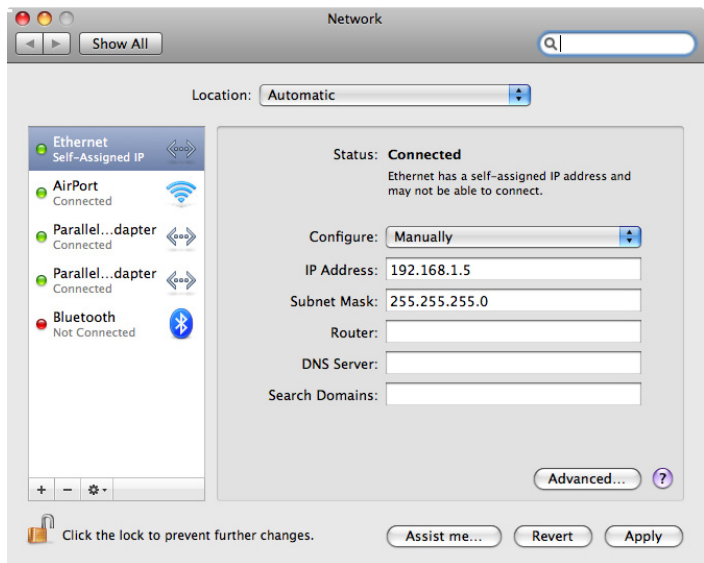 Network
Show All
Location: Automatic
Ethernet
Self-Assigned IP
AirPort
Connected
Parallel...dapter
Connected
Parallel...dapter
Connected
Bluetooth
Not Connected
Status: Connected
Ethernet has a self-assigned IP address and
may not be able to connect.
Configure: Manually
IP Address: 192.168.1.5
Subnet Mask: 255.255.255.0
Router:
DNS Server:
Search Domains:
Advanced... ?
Click the lock to prevent further changes.
Assist me... Revert Apply